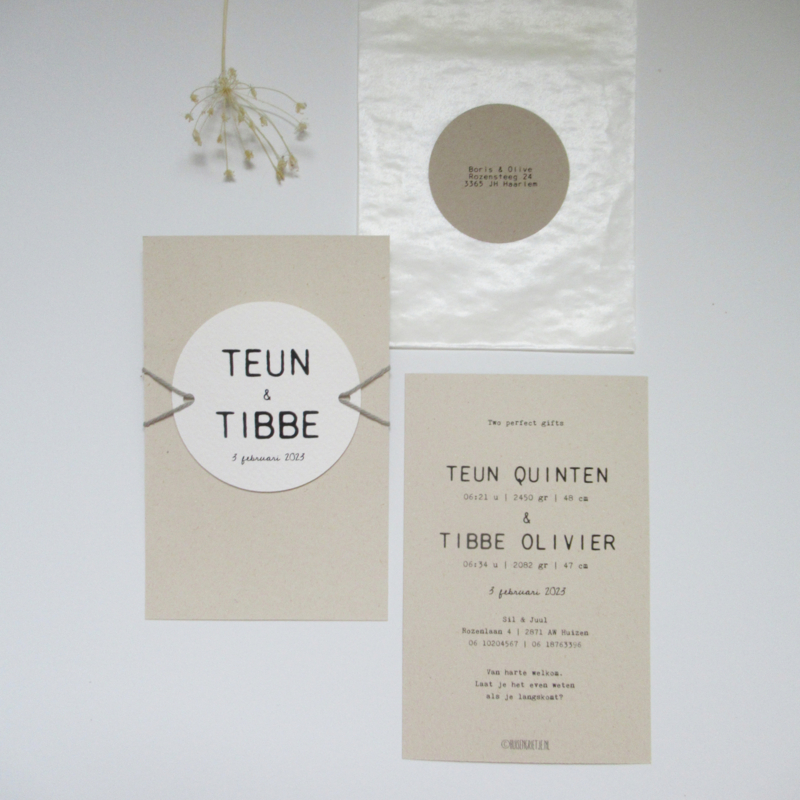 Boris & Olive
Rozensteeg 24
3365 JH Haarlem
TEUN
&
TIBBE
3 februari 2023
Two perfect gifts
TEUN QUINTEN
06:21 u | 2450 gr | 48 cm
&
TIBBE OLIVIER
06:34 u | 2082 gr | 47 cm
3 februari 2023
Sil & Juul
Rozenlaan 4 | 2871 AW Huizen
06 10204567 | 06 18763396
Van harte welkom.
Laat je het even weten
als je langskomt?